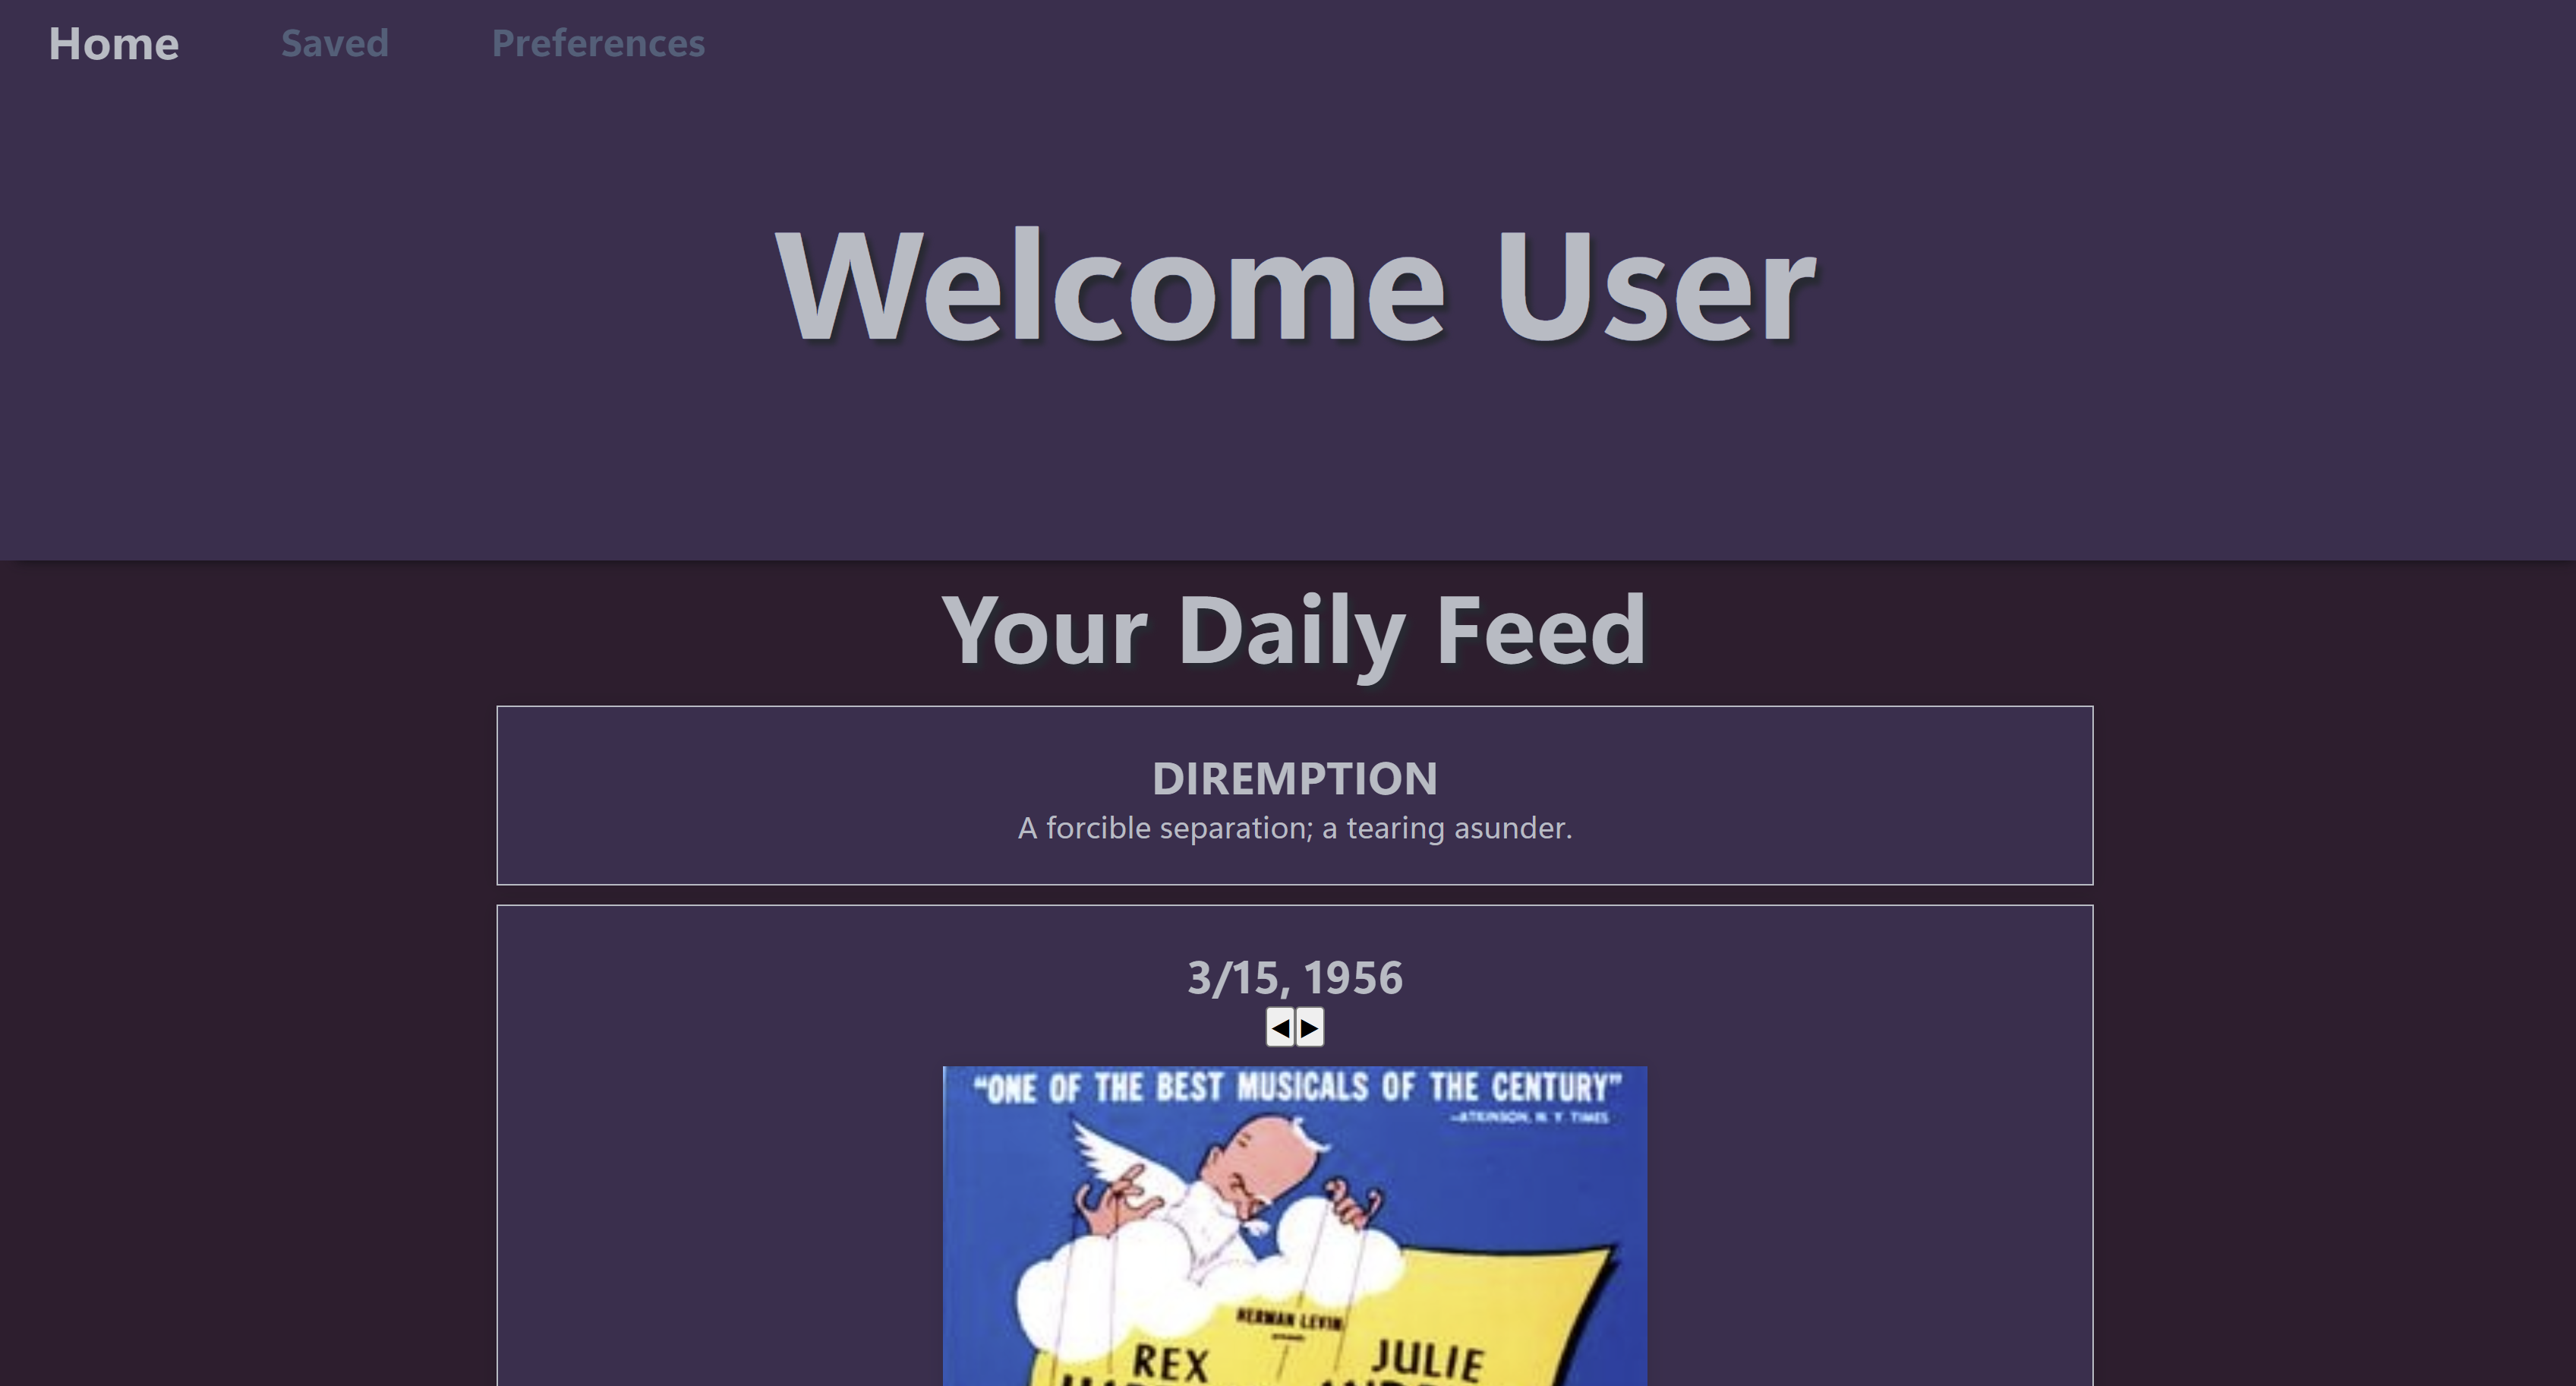 Home Saved Preferences
Welcome User
Your Daily Feed
DIREMPTION
A forcible separation; a tearing asunder.
3/15, 1956
“ONE OF THE BEST MUSICALS OF THE CENTURY”
—ATKINSON, N. Y. TIMES
HERMAN LEVIN
REX JULIE